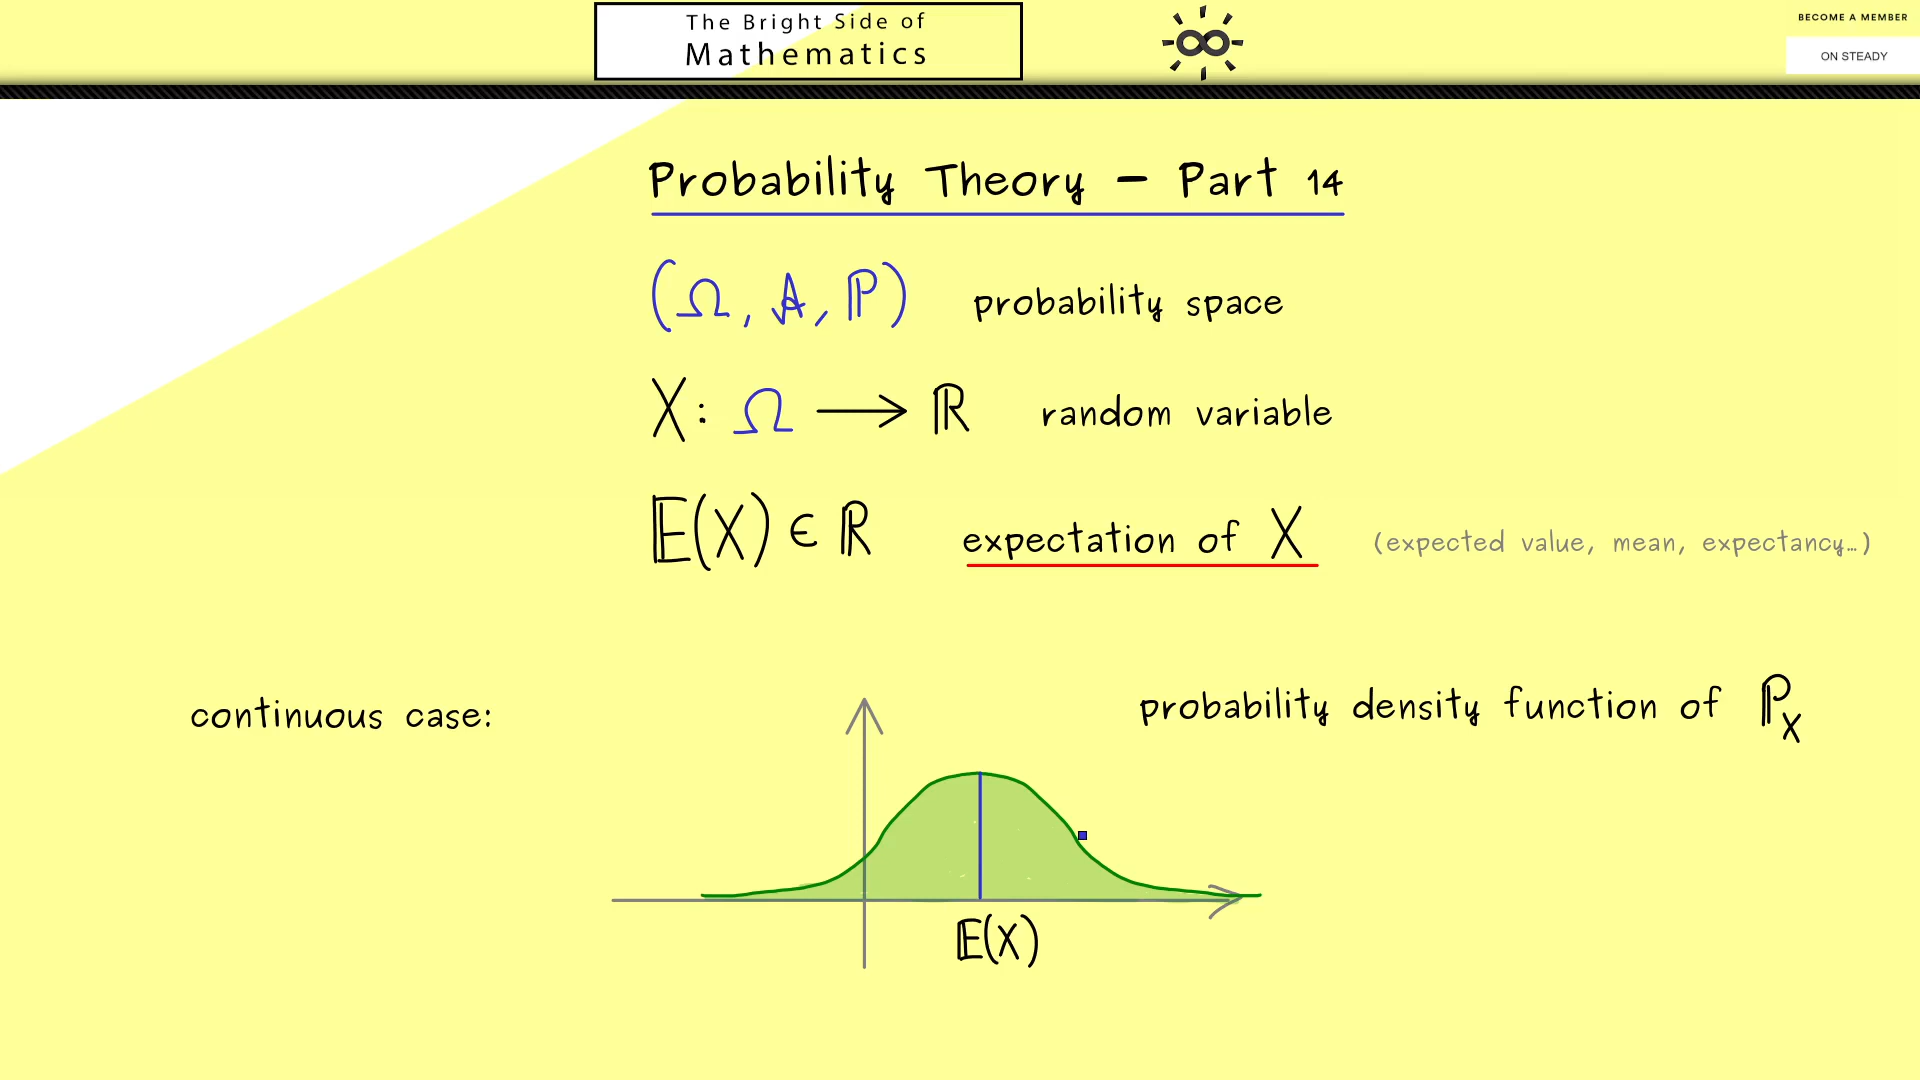 The Bright Side of
Mathematics
BECOME A MEMBER
ON STEADY
Probability Theory – Part 14
(Ω, A, ℙ) probability space
X: Ω ⟶ ℝ random variable
𝔼(X) ∈ ℝ expectation of X (expected value, mean, expectancy…)
continuous case:
probability density function of ℙ_X
𝔼(X)